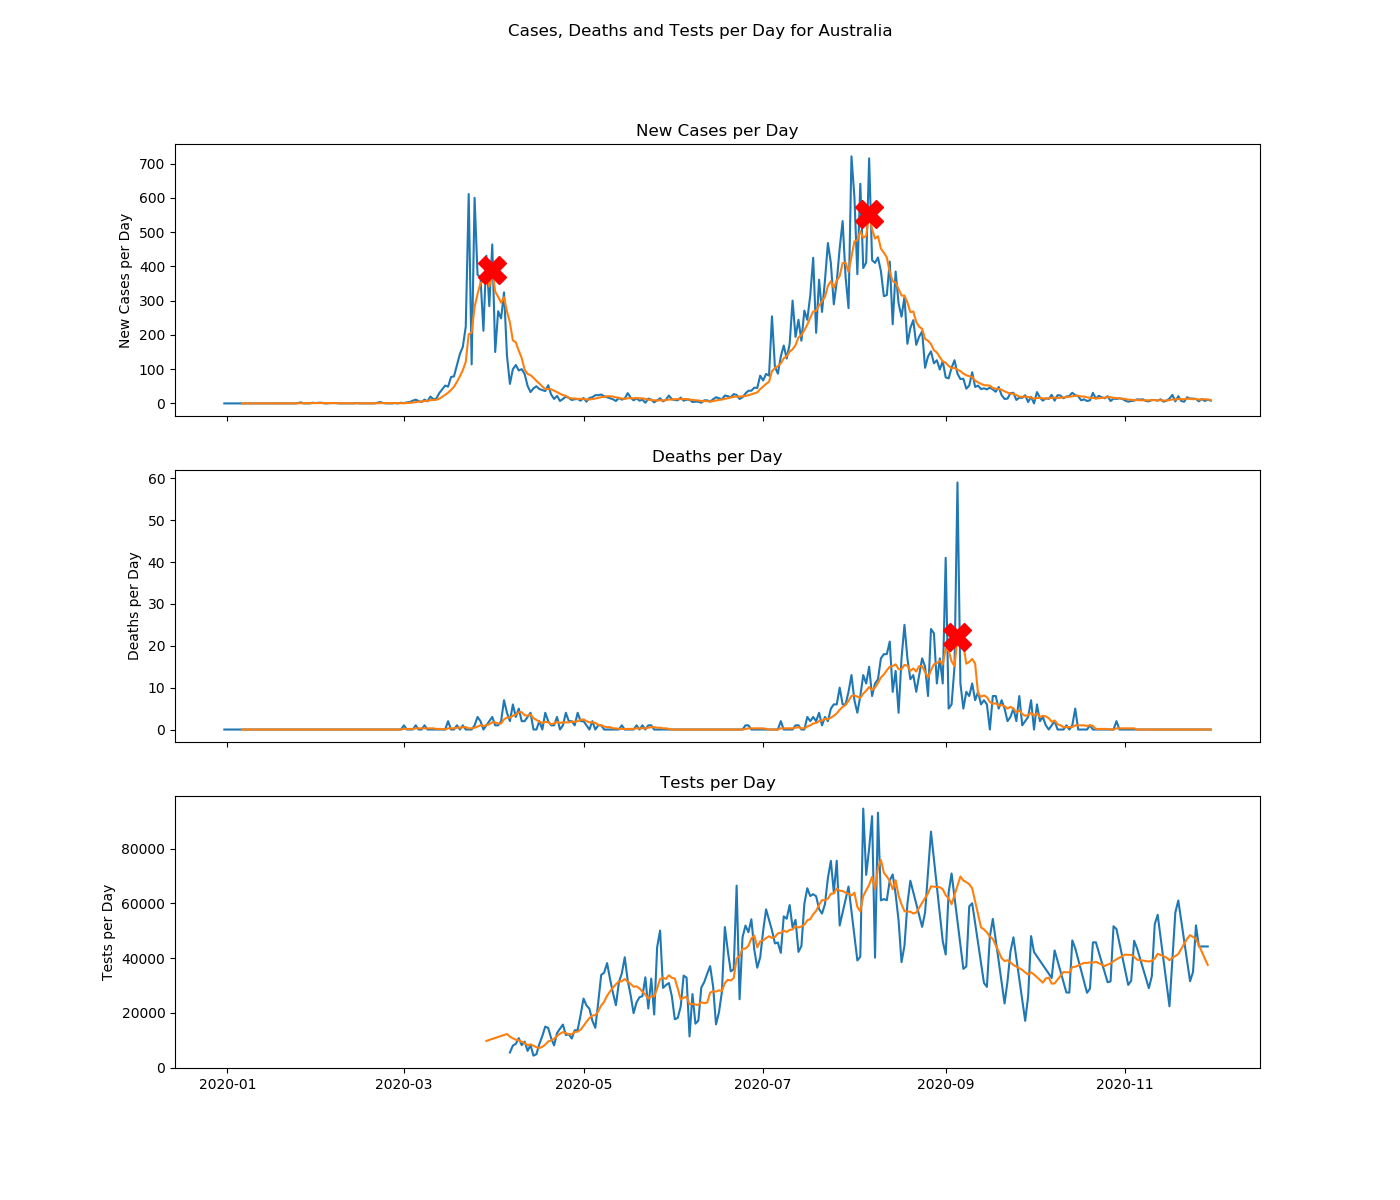 Cases, Deaths and Tests per Day for Australia
New Cases per Day
New Cases per Day
700
600
500
400
300
200
100
0
Deaths per Day
Deaths per Day
60
50
40
30
20
10
0
Tests per Day
Tests per Day
80000
60000
40000
20000
0
2020-01 2020-03 2020-05 2020-07 2020-09 2020-11